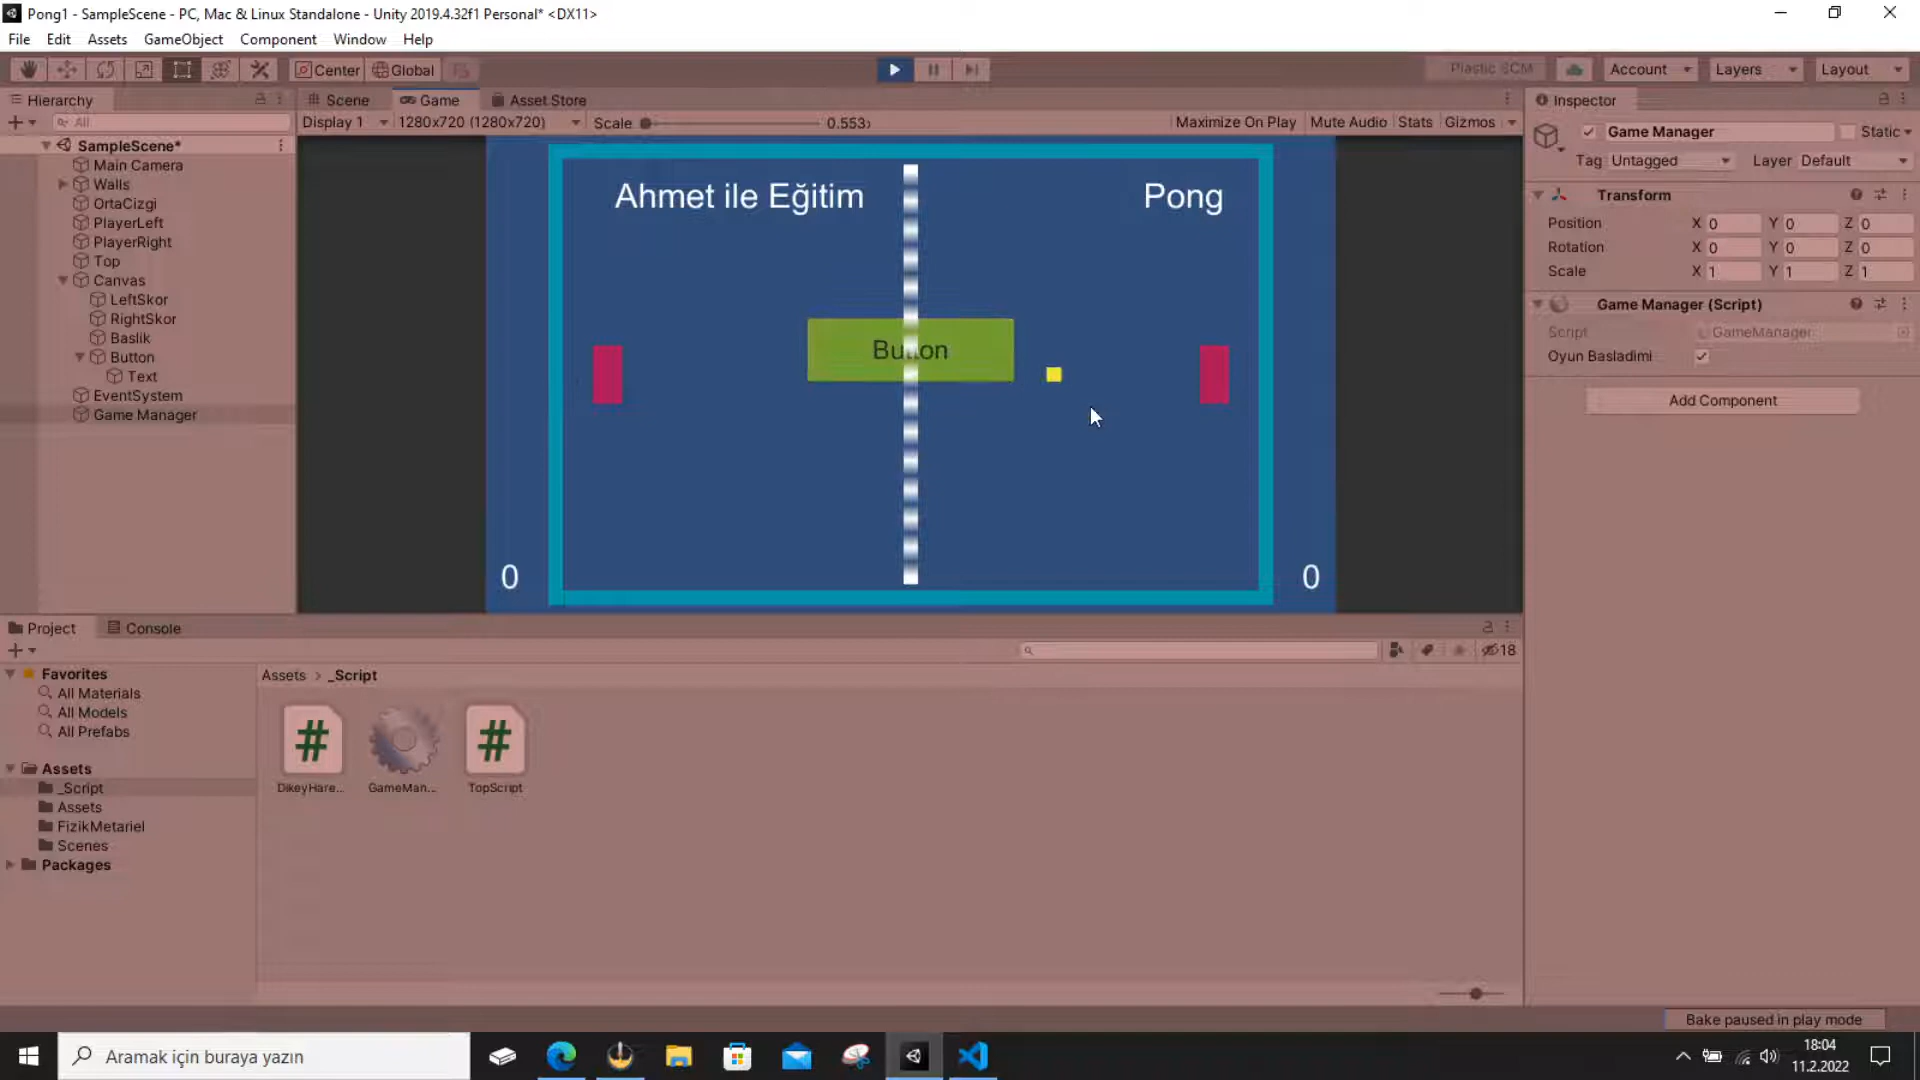 Pong1 - SampleScene - PC, Mac & Linux Standalone - Unity 2019.4.32f1 Personal* <DX11>
File Edit Assets GameObject Component Window Help
Center Global Plastic SCM Account Layers Layout
Hierarchy
All
SampleScene*
Main Camera
Walls
OrtaCizgi
PlayerLeft
PlayerRight
Top
Canvas
LeftSkor
RightSkor
Baslik
Button
Text
EventSystem
Game Manager
Scene Game Asset Store
Display 1 1280x720 (1280x720) Scale 0.553x Maximize On Play Mute Audio Stats Gizmos
Ahmet ile Eğitim Pong
Button
0 0
Inspector
Game Manager Static
Tag Untagged Layer Default
Transform
Position X 0 Y 0 Z 0
Rotation X 0 Y 0 Z 0
Scale X 1 Y 1 Z 1
Game Manager (Script)
Script GameManager
Oyun Basladimi
Add Component
Project Console
18
Favorites
All Materials
All Models
All Prefabs
Assets
_Script
Assets
FizikMetariel
Scenes
Packages
Assets > _Script
DikeyHare... GameMan... TopScript
Bake paused in play mode
Aramak için buraya yazın
18:04
11.2.2022